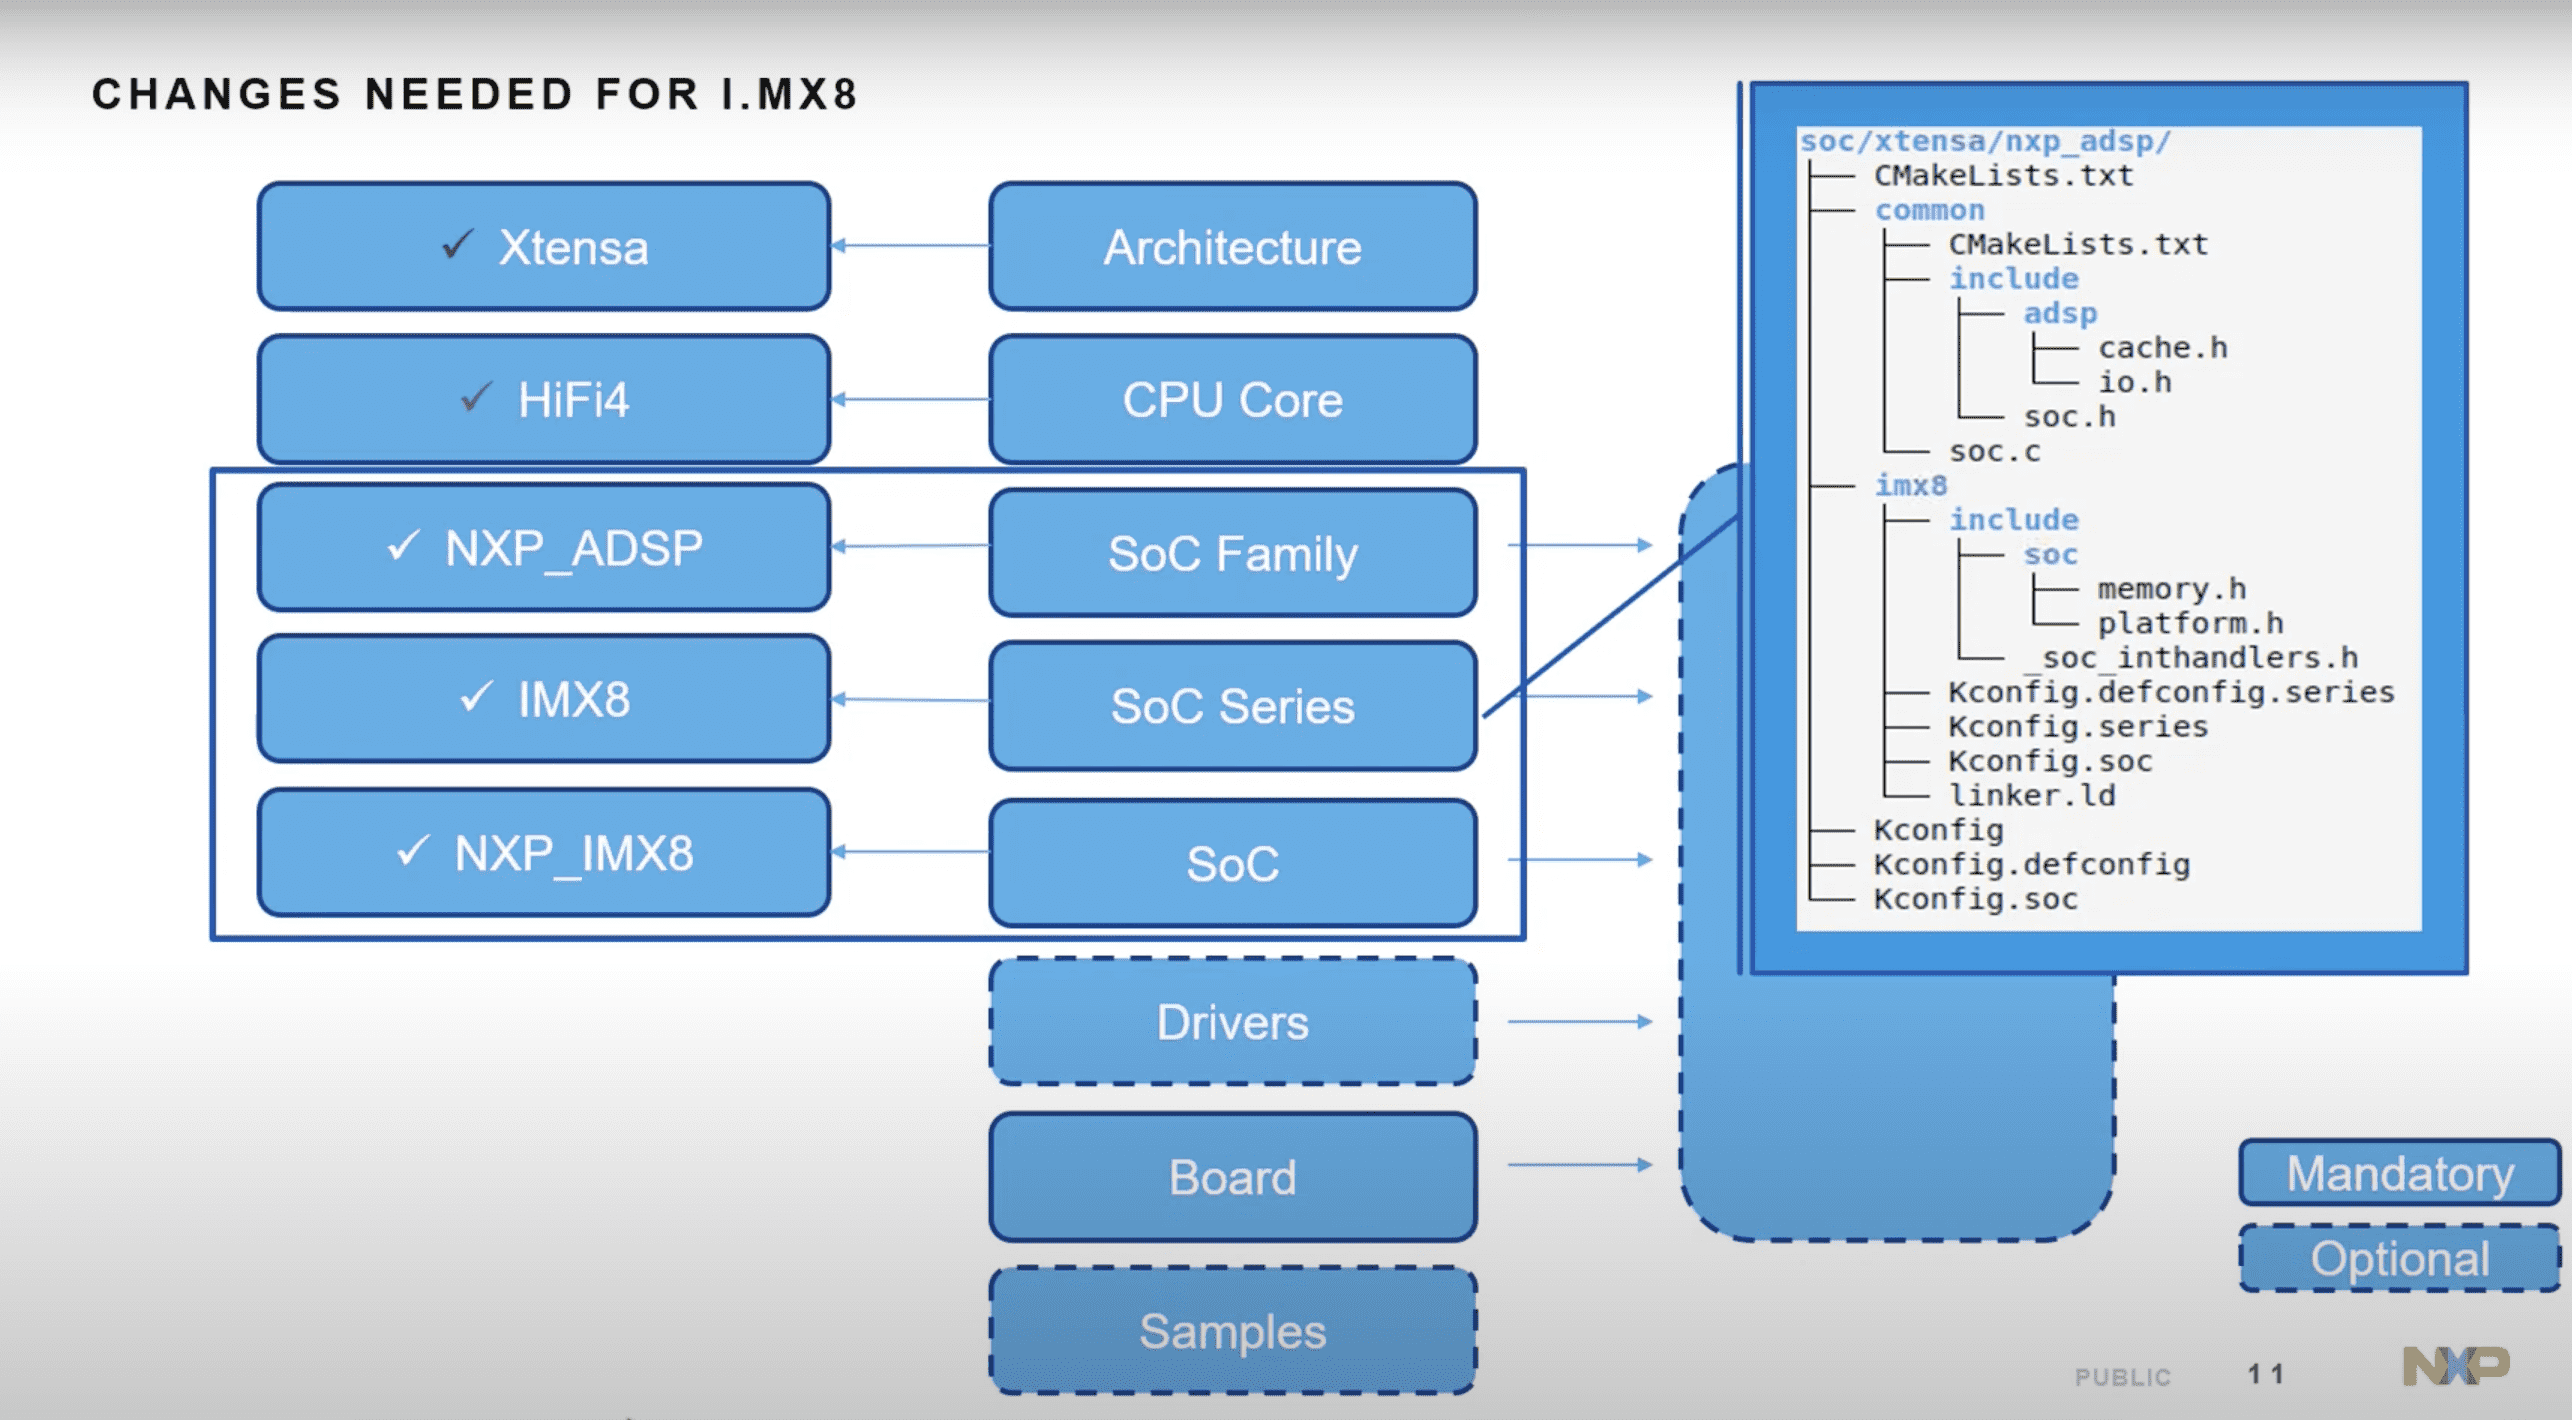 CHANGES NEEDED FOR I.MX8
✓ Xtensa
Architecture
✓ HiFi4
CPU Core
✓ NXP_ADSP
SoC Family
✓ IMX8
SoC Series
✓ NXP_IMX8
SoC
Drivers
Board
Samples
soc/xtensa/nxp_adsp/
CMakeLists.txt
common
CMakeLists.txt
include
adsp
cache.h
io.h
soc.h
soc.c
imx8
include
soc
memory.h
platform.h
_soc_inthandlers.h
Kconfig.defconfig.series
Kconfig.series
Kconfig.soc
linker.ld
Kconfig
Kconfig.defconfig
Kconfig.soc
Mandatory
Optional
PUBLIC
11
NXP